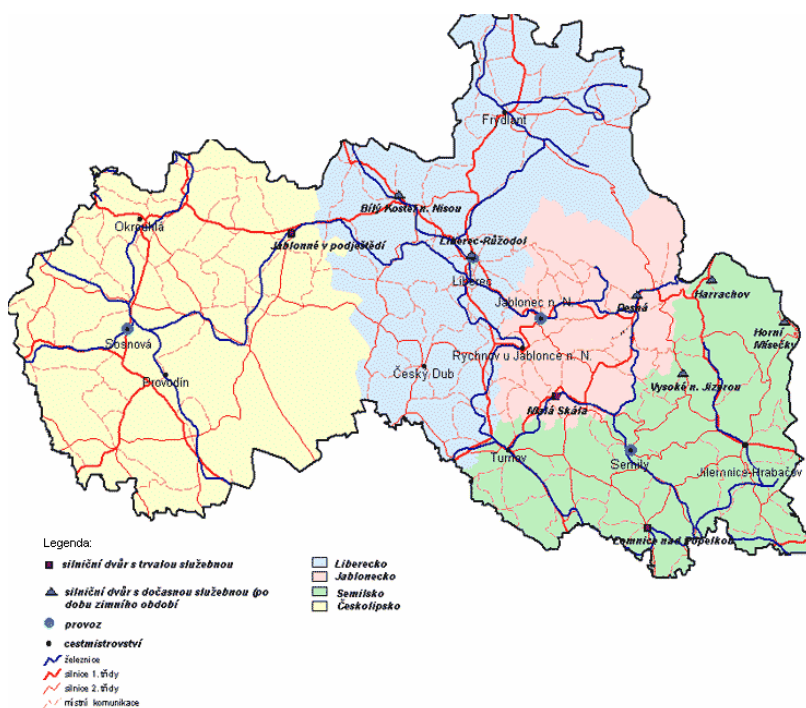 Frýdlant
Bílý Kostel n. Nisou
Okrouhlá
Jablonné v podještědí
Liberec-Růžodol
Liberec
Harrachov
Jablonec n. N.
Desná
Horní
Mísečky
Sosnová
Rychnov u Jablonce n. N.
Český Dub
Vysoké n. Jizerou
Provodín
Malá Skála
Turnov
Semily
Jilemnice-Hrabačov
Lomnice nad Popelkou
Legenda:
silniční dvůr s trvalou služebnou
silniční dvůr s dočasnou služebnou (po
dobu zimního období
provoz
cestmistrovství
železnice
silnice 1. třídy
silnice 2. třídy
místní komunikace
Liberecko
Jablonecko
Semilsko
Českolipsko